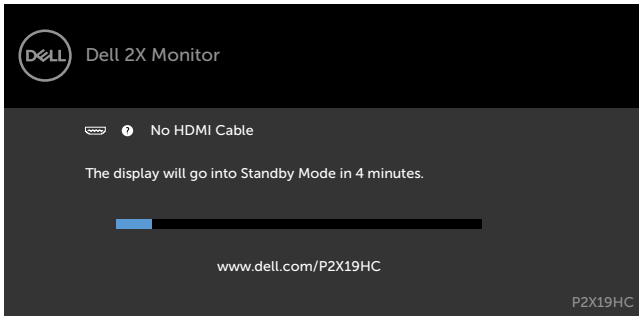 DELL
Dell 2X Monitor
No HDMI Cable
The display will go into Standby Mode in 4 minutes.
www.dell.com/P2X19HC
P2X19HC